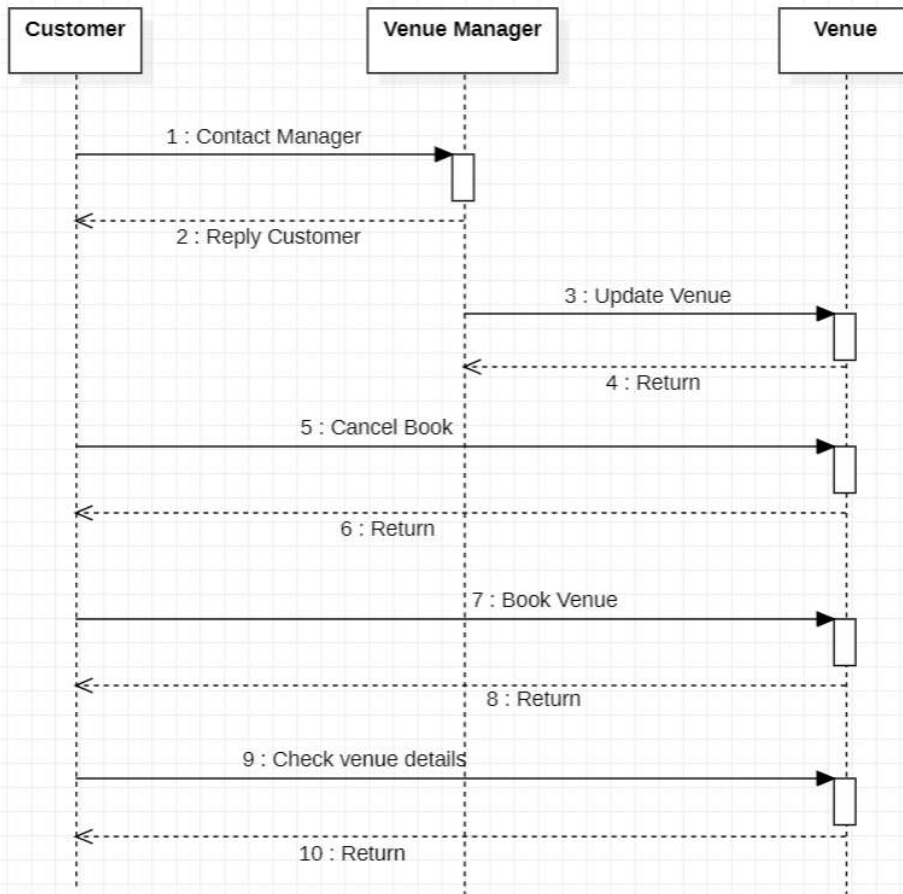 Customer
Venue Manager
Venue
1 : Contact Manager
2 : Reply Customer
3 : Update Venue
4 : Return
5 : Cancel Book
6 : Return
7 : Book Venue
8 : Return
9 : Check venue details
10 : Return